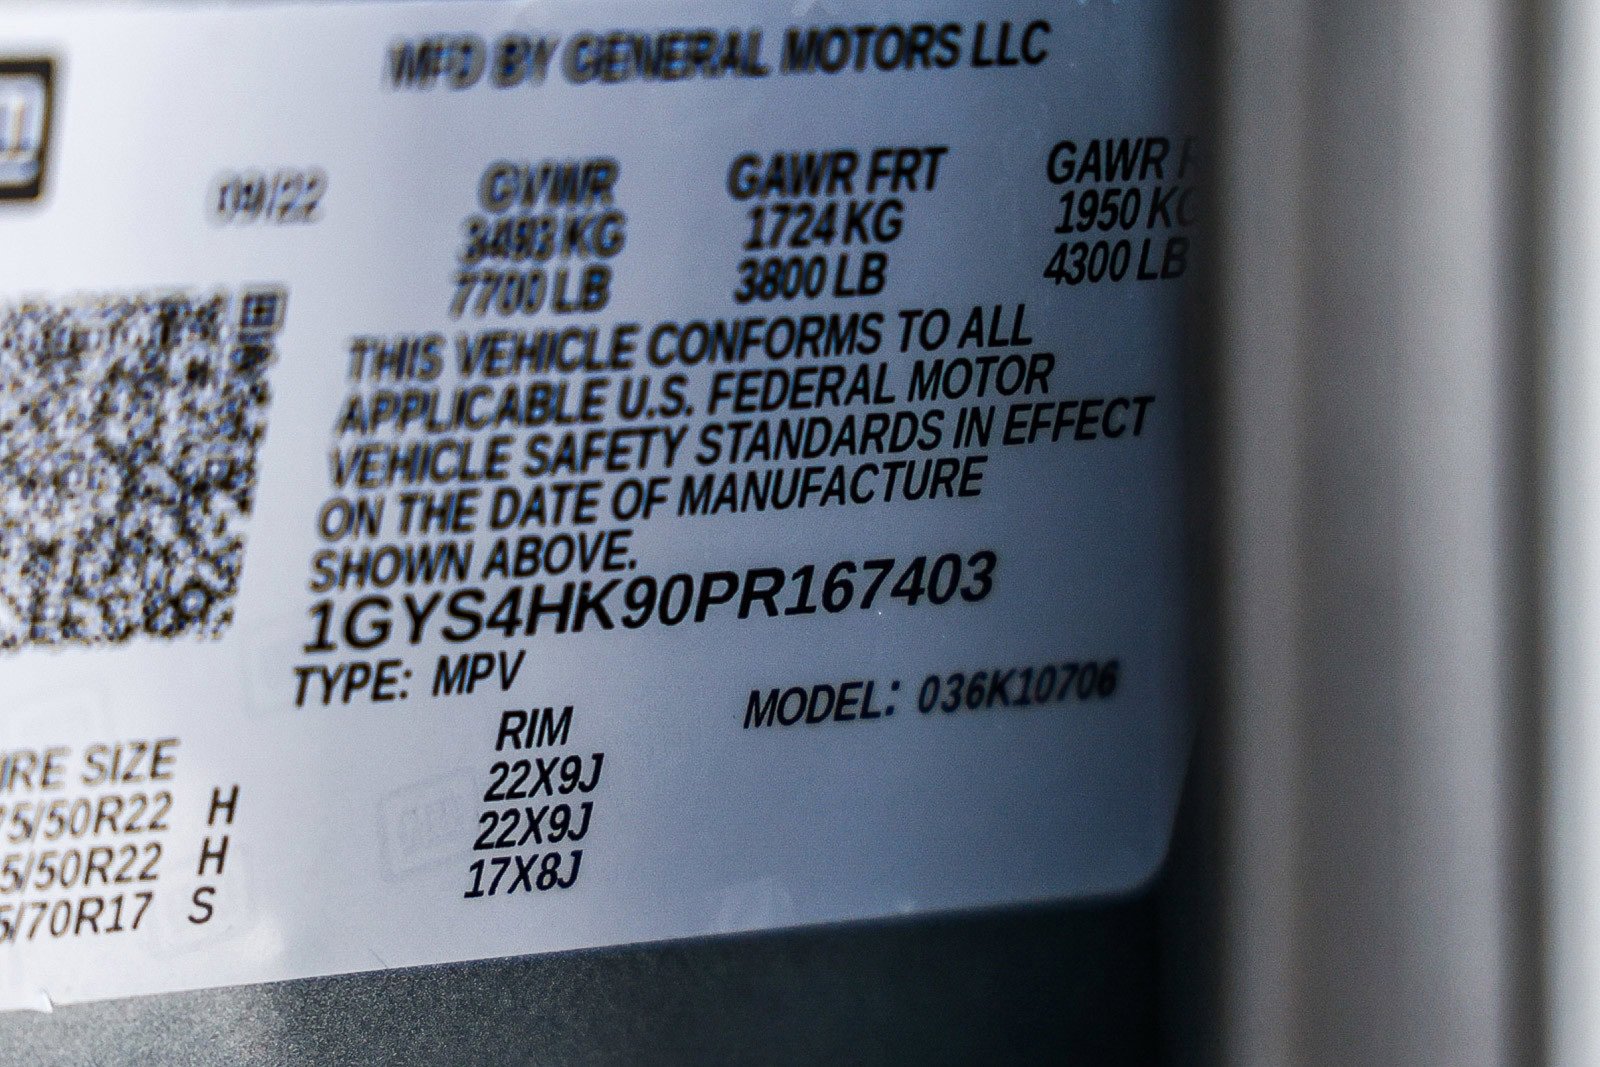 MFD BY GENERAL MOTORS LLC
09/22 GVWR GAWR FRT GAWR
3493 KG 1724 KG 1950 KG
7700 LB 3800 LB 4300 LB
THIS VEHICLE CONFORMS TO ALL
APPLICABLE U.S. FEDERAL MOTOR
VEHICLE SAFETY STANDARDS IN EFFECT
ON THE DATE OF MANUFACTURE
SHOWN ABOVE.
1GYS4HK90PR167403
TYPE: MPV MODEL: 036K10706
IRE SIZE RIM
75/50R22 H 22X9J
5/50R22 H 22X9J
5/70R17 S 17X8J